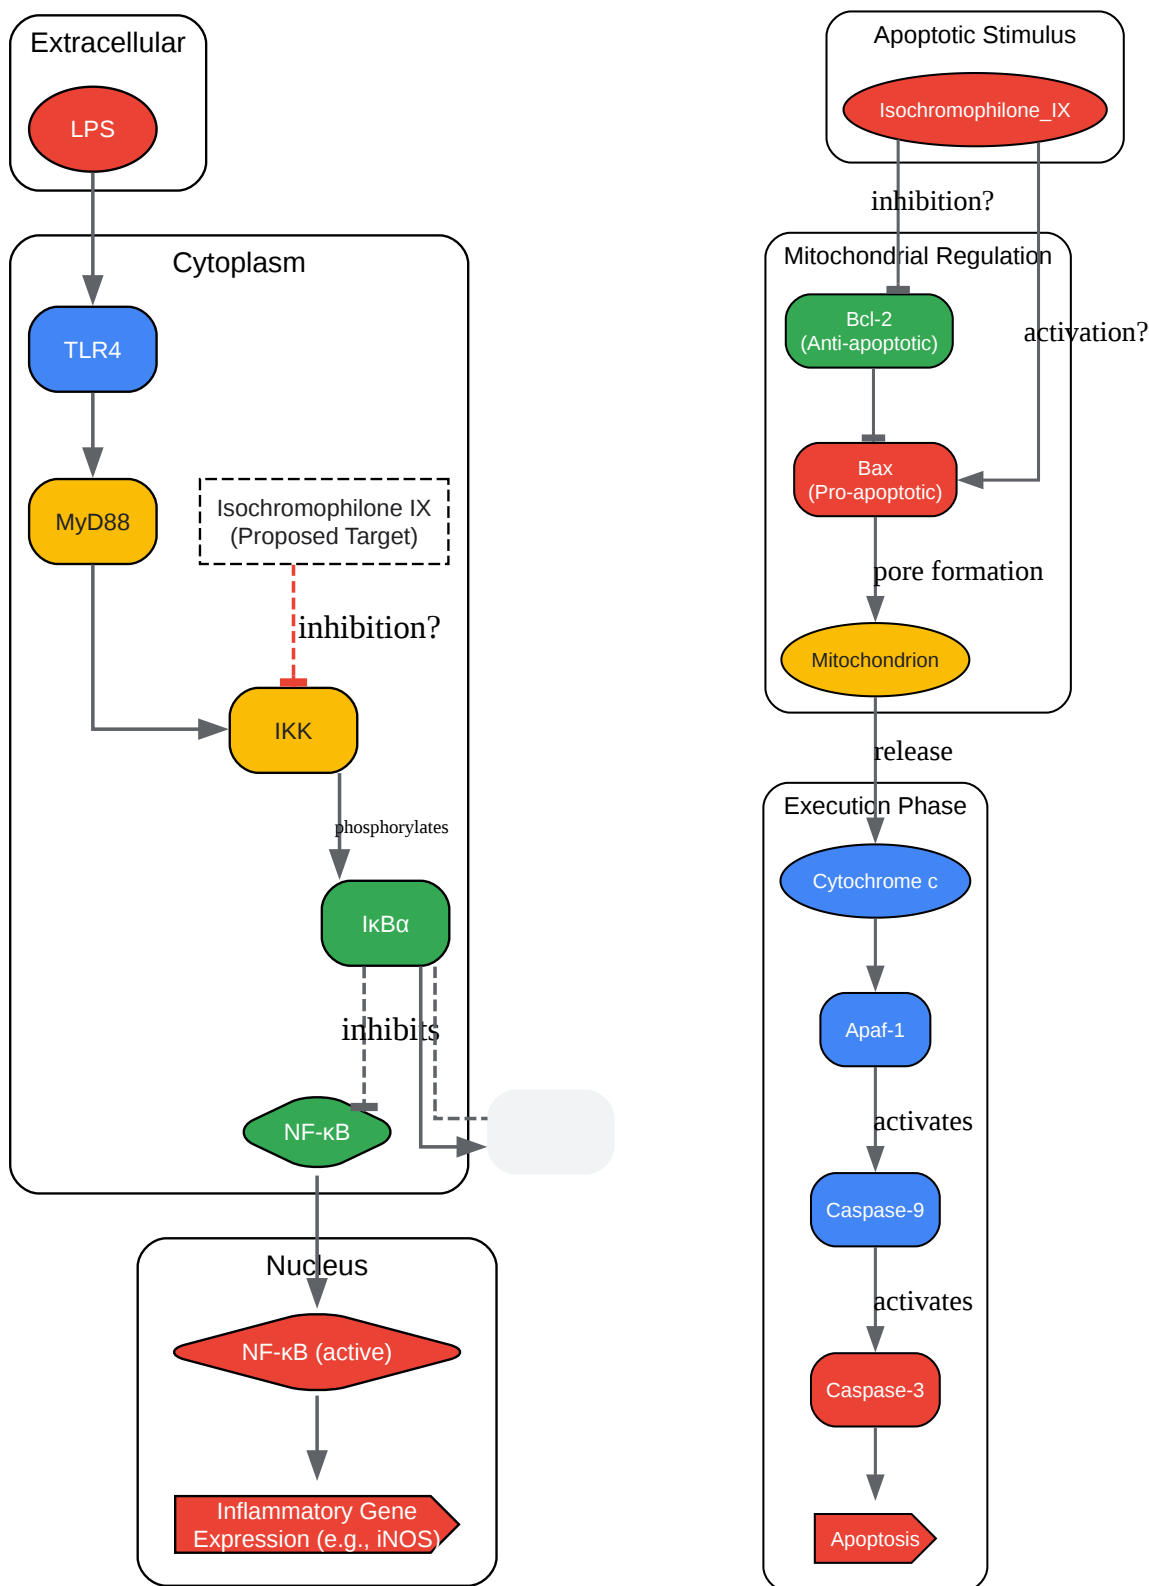 Extracellular
LPS
Cytoplasm
TLR4
MyD88
Isochromophilone IX
(Proposed Target)
inhibition?
IKK
phosphorylates
IκBα
inhibits
NF-κB
Nucleus
NF-κB (active)
Inflammatory Gene
Expression (e.g., iNOS)
Apoptotic Stimulus
Isochromophilone_IX
inhibition?
Mitochondrial Regulation
Bcl-2
(Anti-apoptotic)
activation?
Bax
(Pro-apoptotic)
pore formation
Mitochondrion
release
Execution Phase
Cytochrome c
Apaf-1
activates
Caspase-9
activates
Caspase-3
Apoptosis